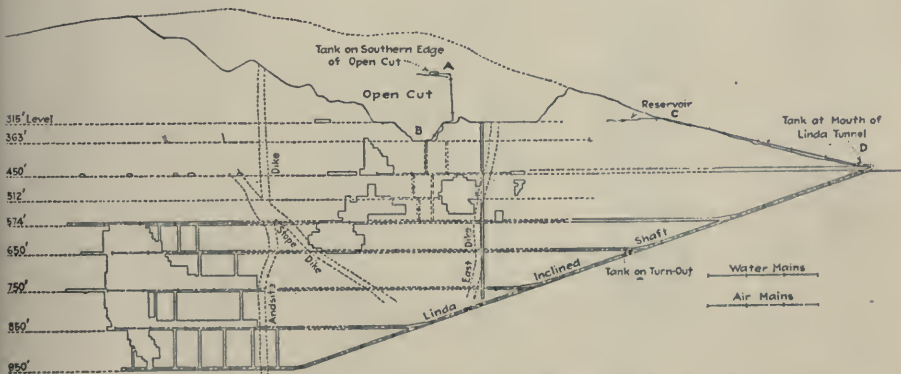 Tank on Southern Edge
of Open Cut
A
Open Cut
Reservoir
C
Tank at Mouth of
Linda Tunnel
D
315' Level
B
363'
Dike
450'
512'
574'
Slope
Dike
East Dike
Shaft
650'
Inclined
Tank on Turn-Out
Water Mains
750'
Andsite
Linda
Air Mains
850'
950'